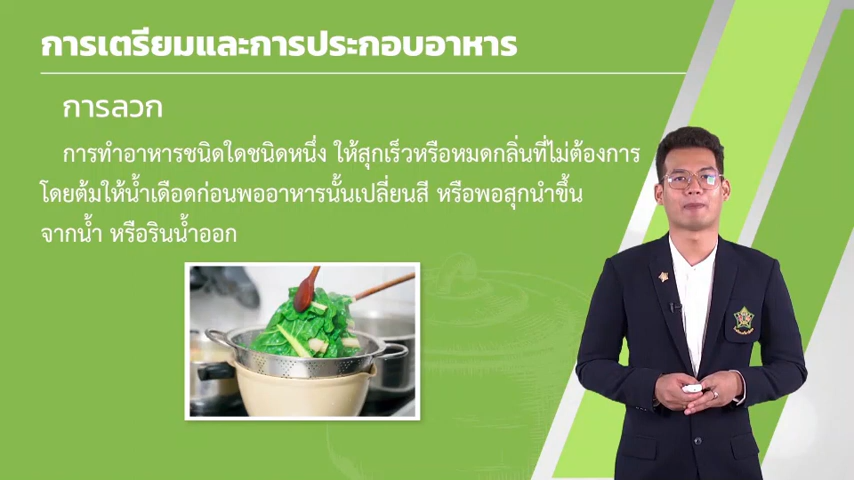 การเตรียมและการประกอบอาหาร
การลวก
การทำอาหารชนิดใดชนิดหนึ่ง ให้สุกเร็วหรือหมดกลิ่นที่ไม่ต้องการ
โดยต้มให้น้ำเดือดก่อนพออาหารนั้นเปลี่ยนสี หรือพอสุกนำขึ้น
จากน้ำ หรือรินน้ำออก